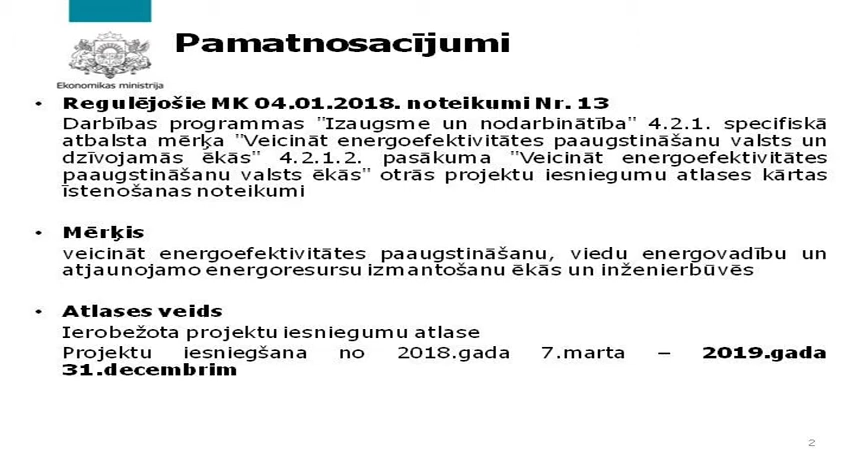 Pamatnosacījumi
Ekonomikas ministrija
• Regulējošie MK 04.01.2018. noteikumi Nr. 13
Darbības programmas "Izaugsme un nodarbinātība" 4.2.1. specifiskā
atbalsta mērķa "Veicināt energoefektivitātes paaugstināšanu valsts un
dzīvojamās ēkās" 4.2.1.2. pasākuma "Veicināt energoefektivitātes
paaugstināšanu valsts ēkās" otrās projektu iesniegumu atlases kārtas
īstenošanas noteikumi
• Mērķis
veicināt energoefektivitātes paaugstināšanu, viedu energovadību un
atjaunojamo energoresursu izmantošanu ēkās un inženierbūvēs
• Atlases veids
Ierobežota projektu iesniegumu atlase
Projektu iesniegšana no 2018.gada 7.marta – 2019.gada
31.decembrim
2